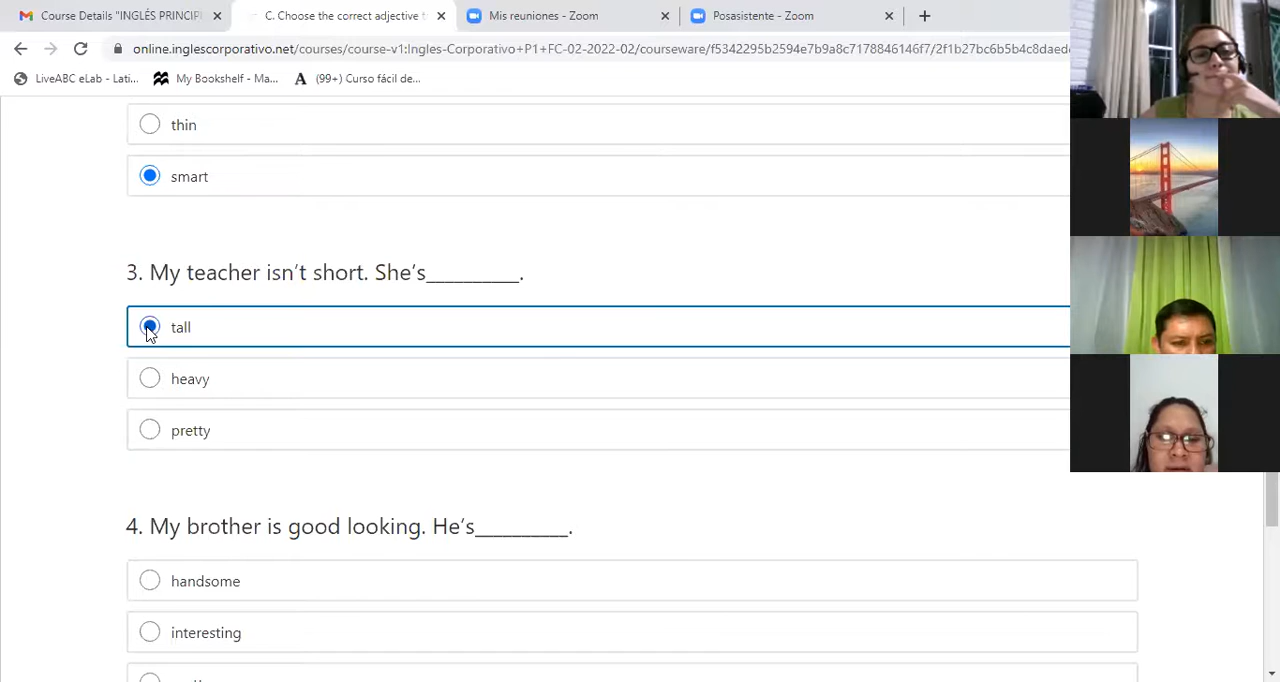 Course Details "INGLÉS PRINCIP
C. Choose the correct adjective t
Mis reuniones - Zoom
Posasistente - Zoom
online.inglescorporativo.net/courses/course-v1:Ingles-Corporativo+P1+FC-02-2022-02/courseware/f5342295b2594e7b9a8c7178846146f7/2f1b27bc6b5b4c8daed
LiveABC eLab - Lati...
My Bookshelf - Ma...
(99+) Curso fácil de...
thin
smart
3. My teacher isn't short. She's_________.
tall
heavy
pretty
4. My brother is good looking. He's_________.
handsome
interesting